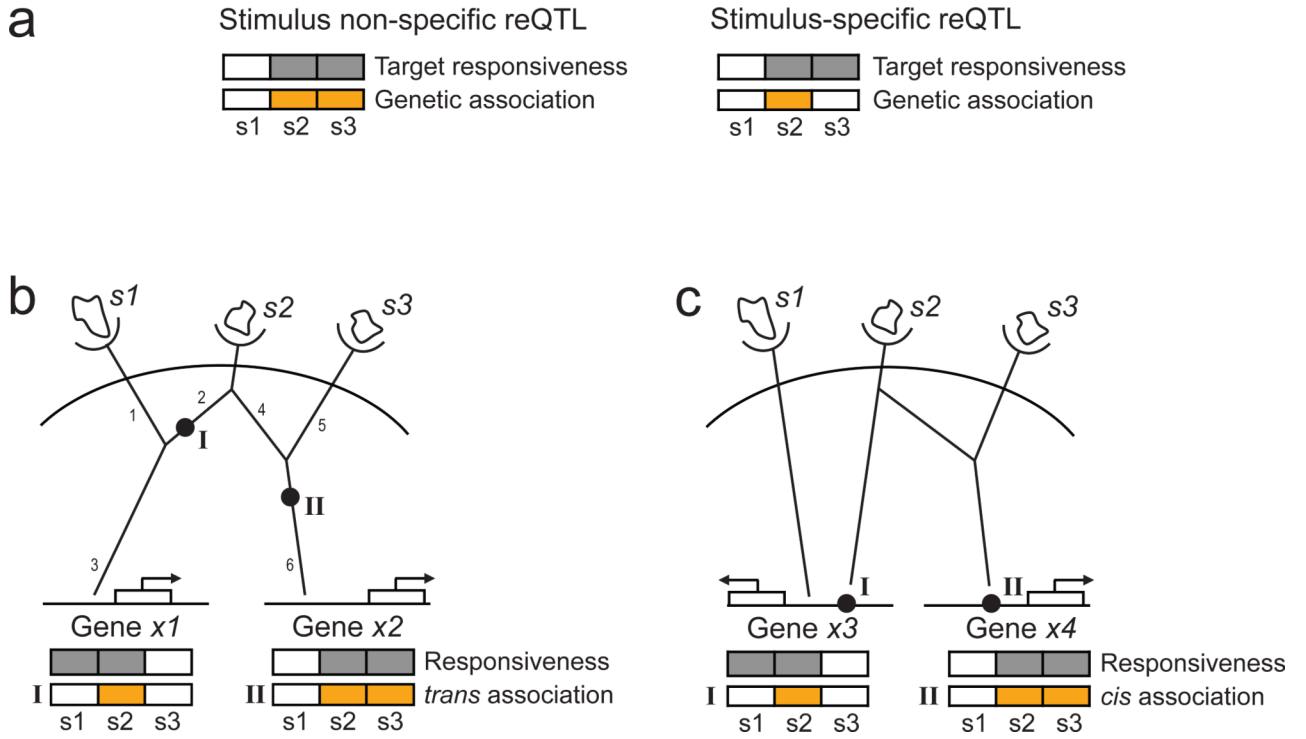 a
Stimulus non-specific reQTL
Target responsiveness
Genetic association
s1 s2 s3
Stimulus-specific reQTL
Target responsiveness
Genetic association
s1 s2 s3
b
s1
s2
s3
1
2
4
5
I
II
3
6
Gene x1
Gene x2
Responsiveness
I
II
trans association
s1 s2 s3
s1 s2 s3
c
s1
s2
s3
I
II
Gene x3
Gene x4
Responsiveness
I
II
cis association
s1 s2 s3
s1 s2 s3